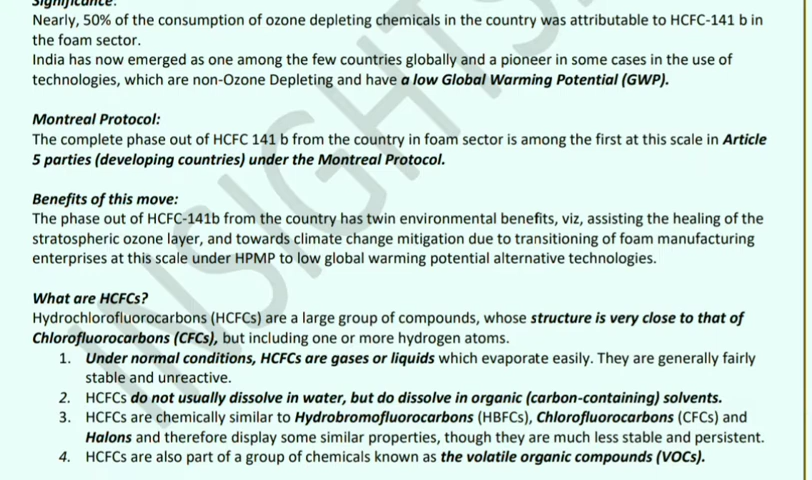 Significance:
Nearly, 50% of the consumption of ozone depleting chemicals in the country was attributable to HCFC-141 b in
the foam sector.
India has now emerged as one among the few countries globally and a pioneer in some cases in the use of
technologies, which are non-Ozone Depleting and have a low Global Warming Potential (GWP).
Montreal Protocol:
The complete phase out of HCFC 141 b from the country in foam sector is among the first at this scale in Article
5 parties (developing countries) under the Montreal Protocol.
Benefits of this move:
The phase out of HCFC-141b from the country has twin environmental benefits, viz, assisting the healing of the
stratospheric ozone layer, and towards climate change mitigation due to transitioning of foam manufacturing
enterprises at this scale under HPMP to low global warming potential alternative technologies.
What are HCFCs?
Hydrochlorofluorocarbons (HCFCs) are a large group of compounds, whose structure is very close to that of
Chlorofluorocarbons (CFCs), but including one or more hydrogen atoms.
1. Under normal conditions, HCFCs are gases or liquids which evaporate easily. They are generally fairly
stable and unreactive.
2. HCFCs do not usually dissolve in water, but do dissolve in organic (carbon-containing) solvents.
3. HCFCs are chemically similar to Hydrobromofluorocarbons (HBFCs), Chlorofluorocarbons (CFCs) and
Halons and therefore display some similar properties, though they are much less stable and persistent.
4. HCFCs are also part of a group of chemicals known as the volatile organic compounds (VOCs).
INSIGHTS